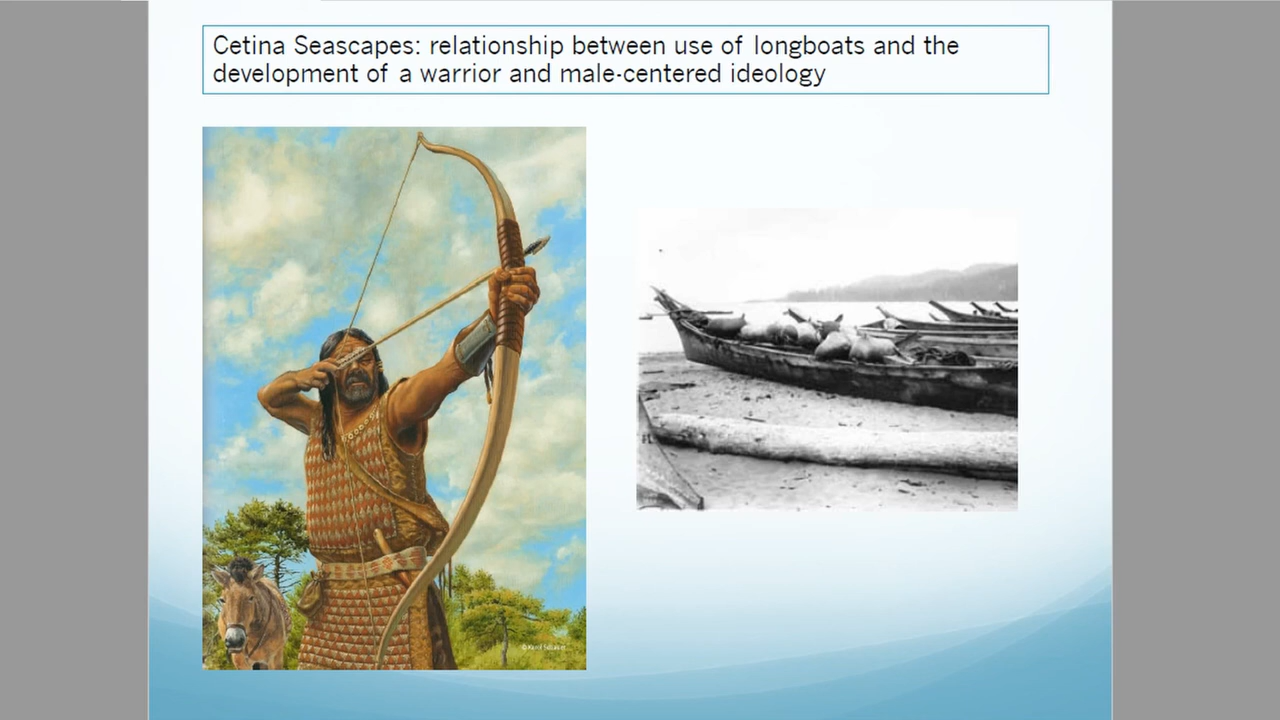 Cetina Seascapes: relationship between use of longboats and the
development of a warrior and male-centered ideology